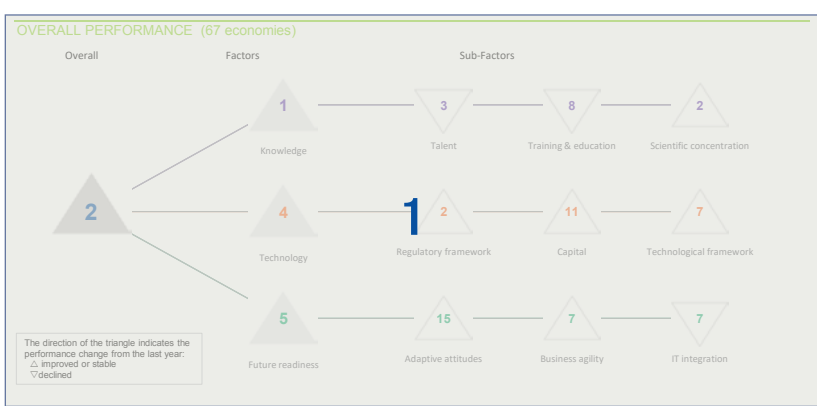 OVERALL PERFORMANCE (67 economies)
Overall Factors Sub-Factors
1 3 8 2
Knowledge Talent Training & education Scientific concentration
2 4 1 2 11 7
Technology Regulatory framework Capital Technological framework
5 15 7 7
Future readiness Adaptive attitudes Business agility IT integration
The direction of the triangle indicates the
performance change from the last year:
△ improved or stable
▽declined